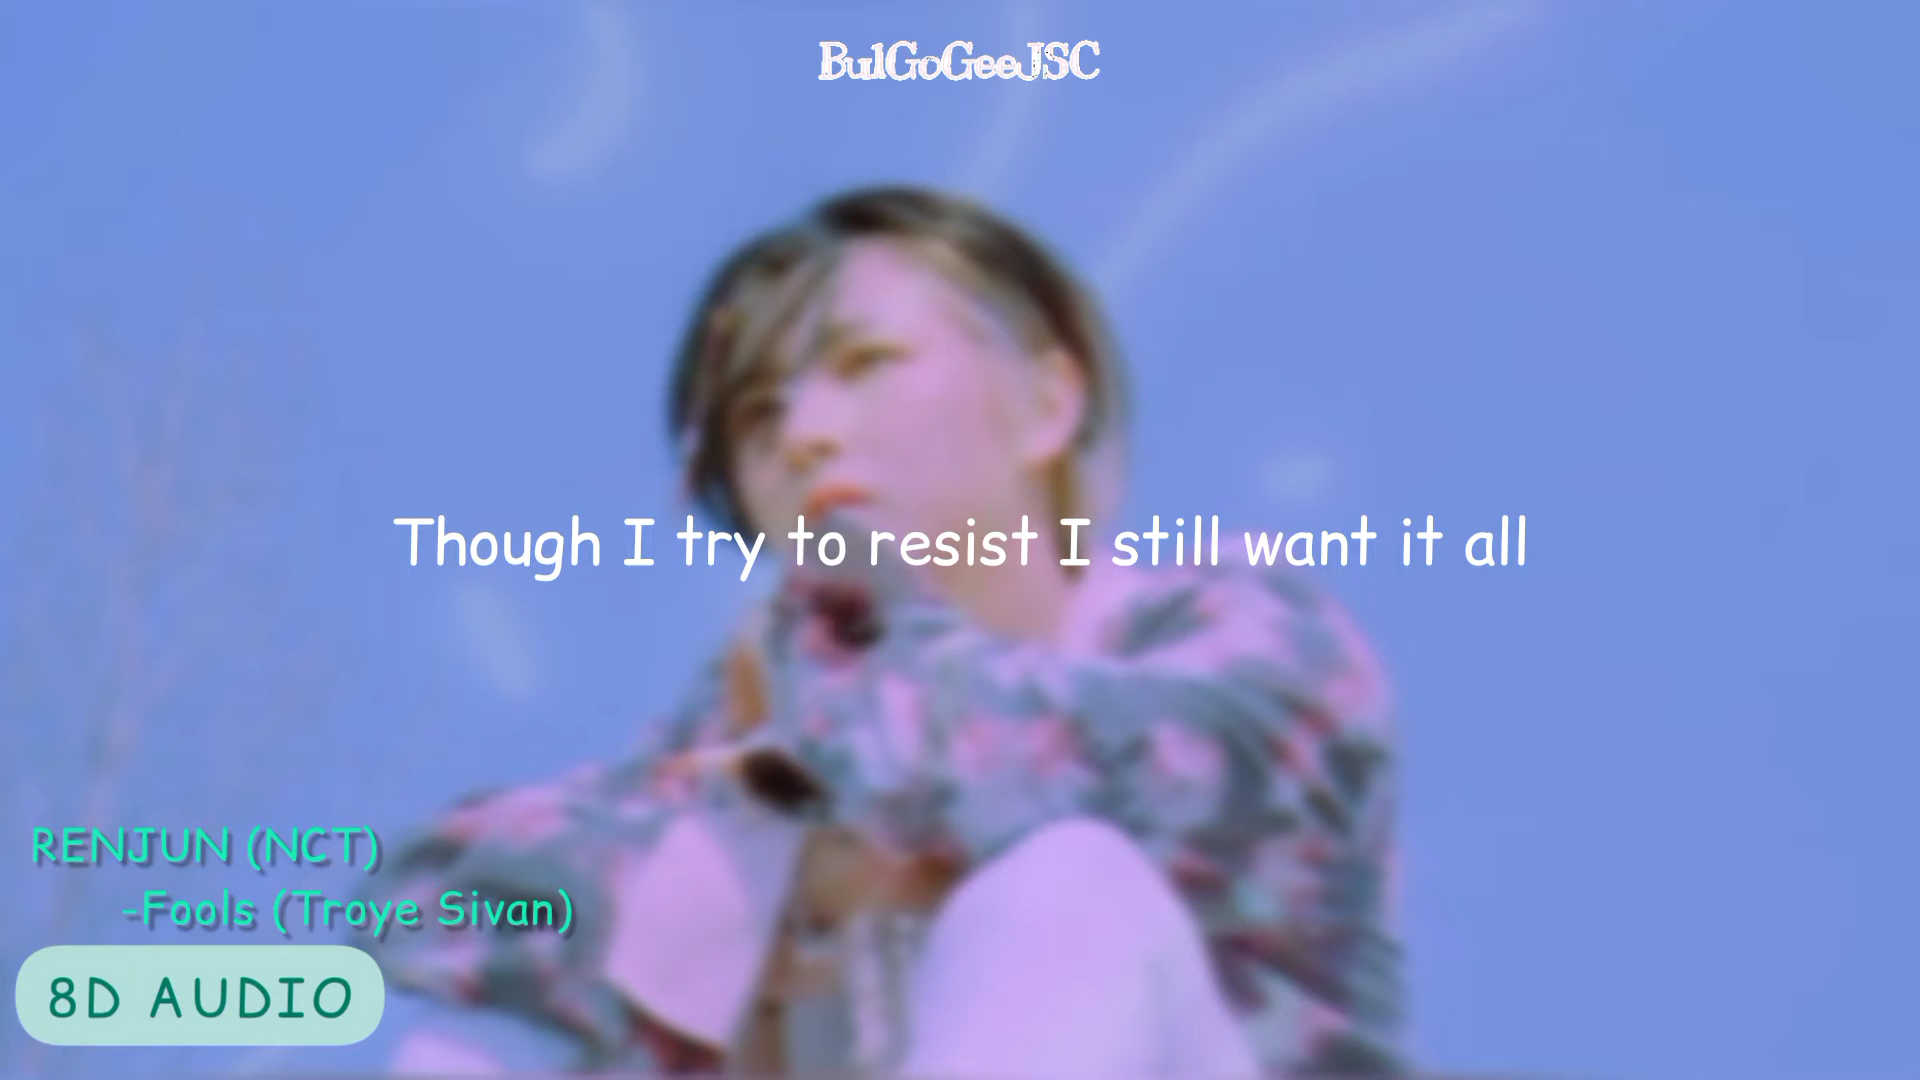 BulGoGeeJSC
Though I try to resist I still want it all
RENJUN (NCT)
-Fools (Troye Sivan)
8D AUDIO